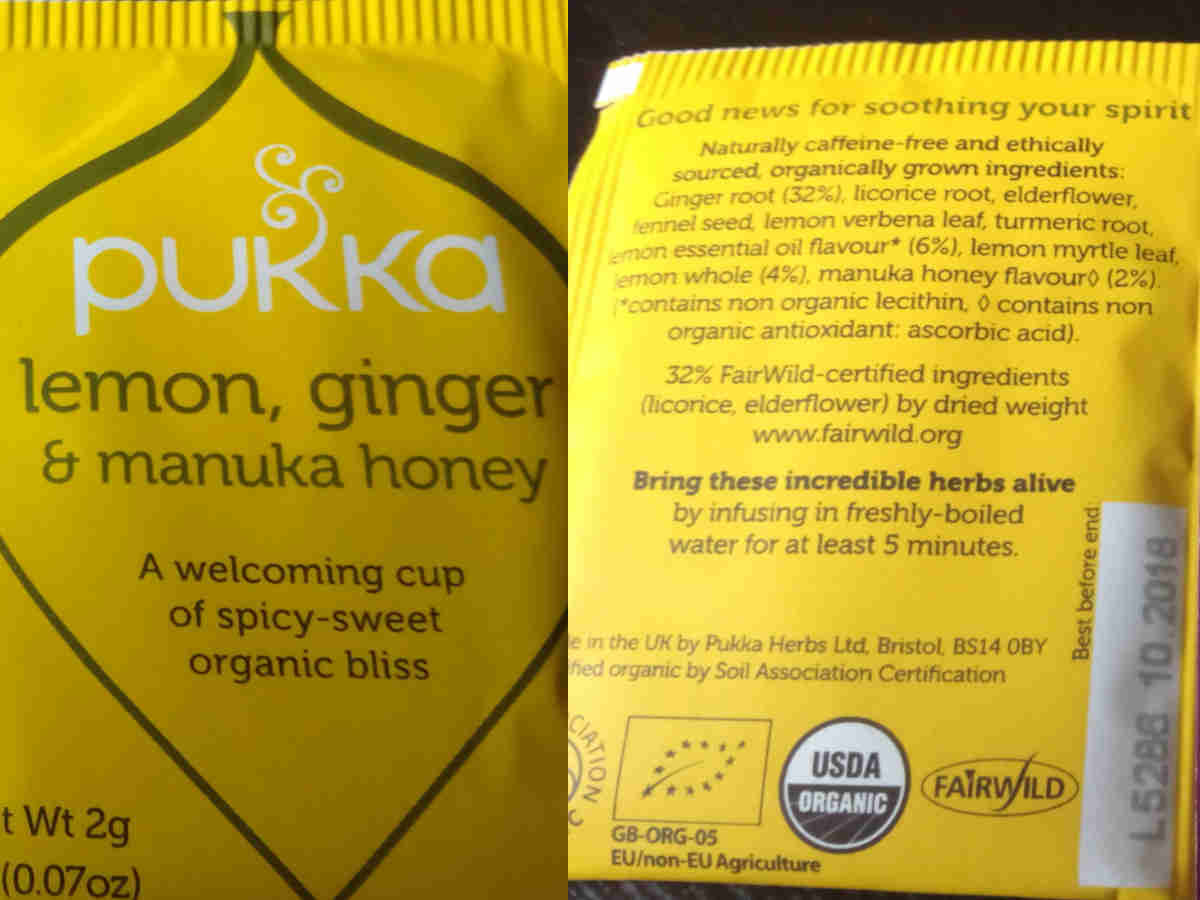 pukka
lemon, ginger
& manuka honey
A welcoming cup
of spicy-sweet
organic bliss
Wt 2g
(0.07oz)
Good news for soothing your spirit
Naturally caffeine-free and ethically
sourced, organically grown ingredients:
Ginger root (32%), licorice root, elderflower,
fennel seed, lemon verbena leaf, turmeric root,
lemon essential oil flavour* (6%), lemon myrtle leaf,
lemon whole (4%), manuka honey flavour◊ (2%).
(*contains non organic lecithin, ◊ contains non
organic antioxidant: ascorbic acid).
32% FairWild-certified ingredients
(licorice, elderflower) by dried weight
www.fairwild.org
Bring these incredible herbs alive
by infusing in freshly-boiled
water for at least 5 minutes.
in the UK by Pukka Herbs Ltd, Bristol, BS14 0BY
organic by Soil Association Certification
Best before end:
L5286 10.2018
USDA
ORGANIC
FAIRWILD
GB-ORG-05
EU/non-EU Agriculture